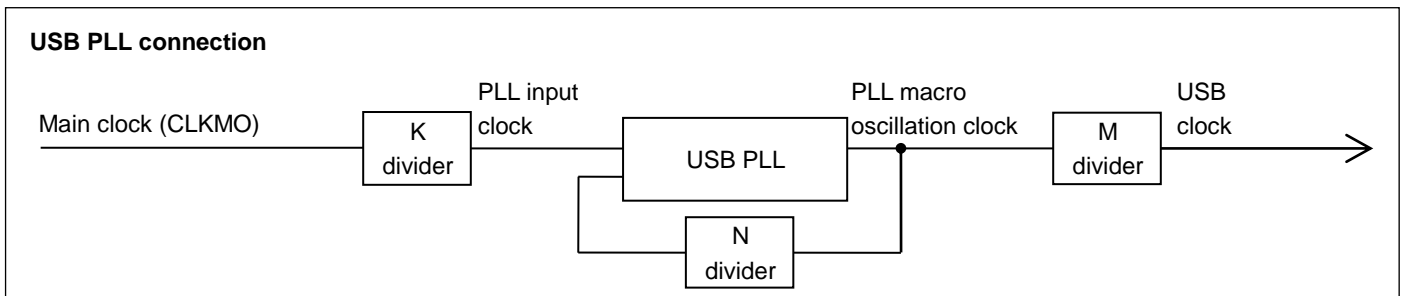 USB PLL connection
Main clock (CLKMO)
K
divider
PLL input
clock
USB PLL
N
divider
PLL macro
oscillation clock
M
divider
USB
clock